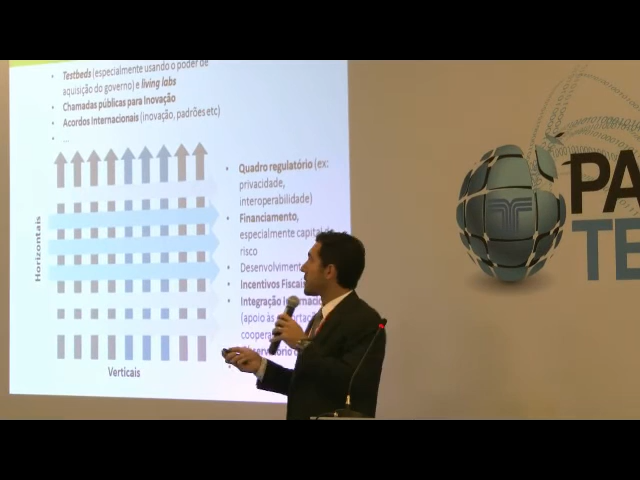 Testbeds (especialmente usando o poder de
aquisição do governo) e living labs
• Chamadas públicas para Inovação
• Acordos Internacionais (inovação, padrões etc)
• ...
Horizontais
Verticais
• Quadro regulatório (ex:
privacidade,
interoperabilidade)
• Financiamento,
especialmente capital de
risco
• Desenvolvimento
• Incentivos Fiscais
• Integração
(apoio às
PA
TE